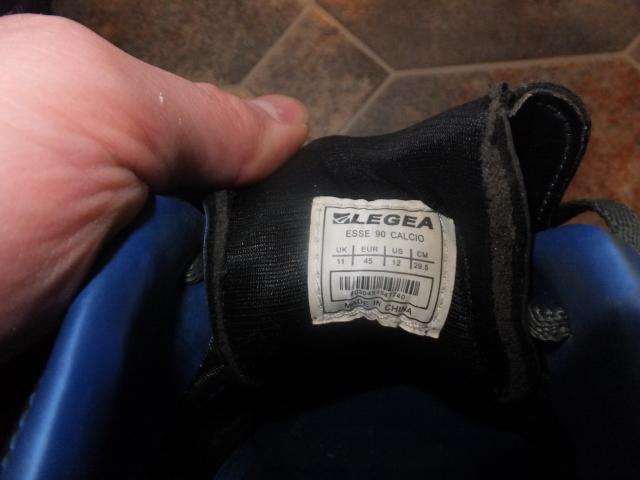 LEGEA
ESSE 90 CALCIO
UK EUR US CM
11 45 12 29.5
MADE IN CHINA